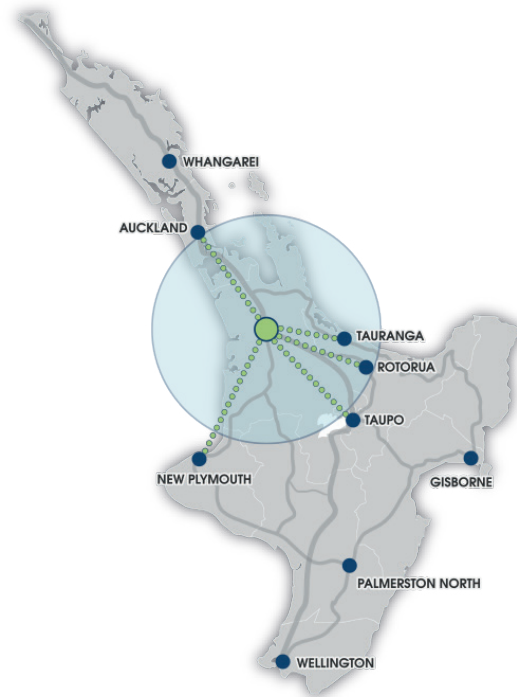 WHANGAREI
AUCKLAND
TAURANGA
ROTORUA
TAUPO
NEW PLYMOUTH
GISBORNE
PALMERSTON NORTH
WELLINGTON